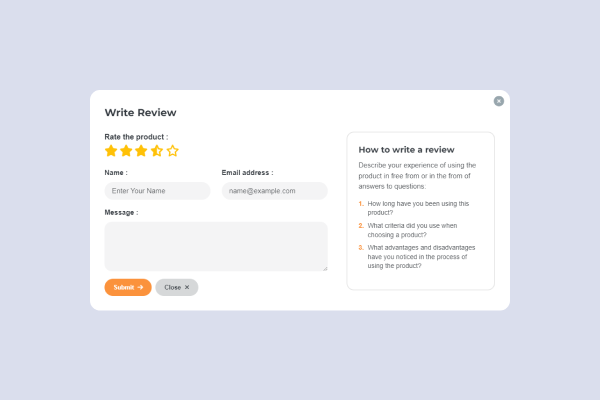 Write Review
Rate the product :
Name :
Email address :
Enter Your Name
name@example.com
Message :
Submit
Close
How to write a review
Describe your experience of using the
product in free from or in the from of
answers to questions:
1. How long have you been using this
product?
2. What criteria did you use when
choosing a product?
3. What advantages and disadvantages
have you noticed in the process of
using the product?